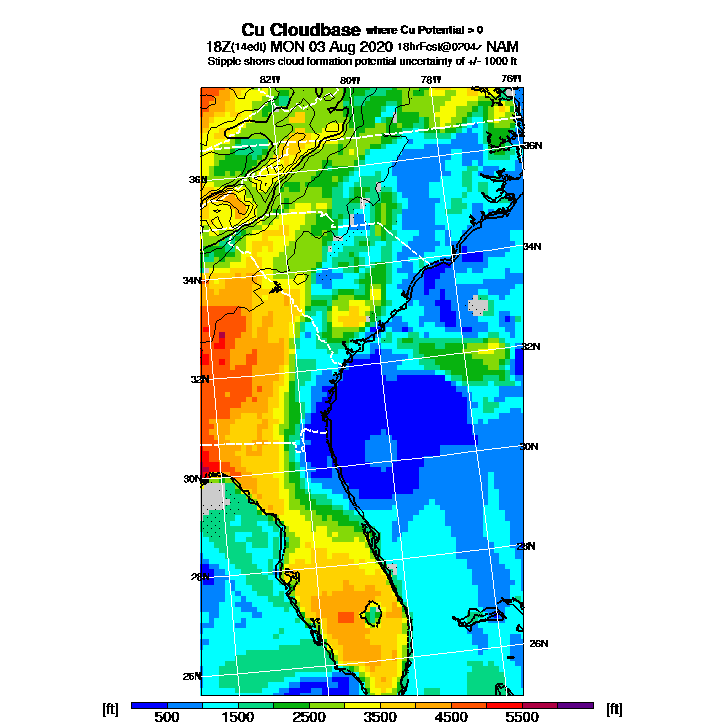 Cu Cloudbase where Cu Potential > 0
18Z(14edt) MON 03 Aug 2020 NAM
Stipple shows cloud formation potential uncertainty of +/- 1000 ft
82W 80W 78W 76W
36N
36N
34N
34N
32N
32N
30N
30N
28N
28N
26N
26N
[ft] [ft]
500 1500 2500 3500 4500 5500